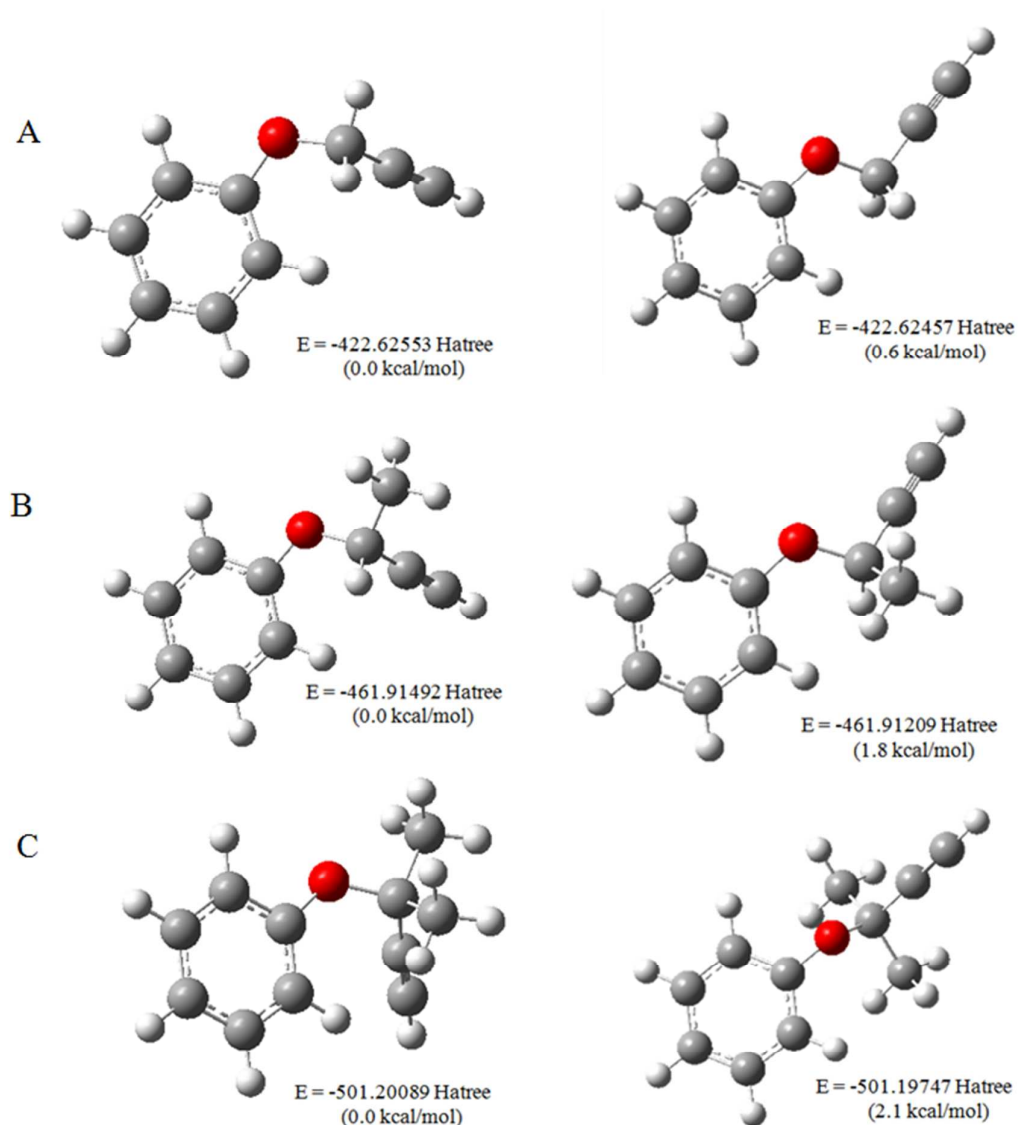 A
E = -422.62553 Hatree
(0.0 kcal/mol)
E = -422.62457 Hatree
(0.6 kcal/mol)
B
E = -461.91492 Hatree
(0.0 kcal/mol)
E = -461.91209 Hatree
(1.8 kcal/mol)
C
E = -501.20089 Hatree
(0.0 kcal/mol)
E = -501.19747 Hatree
(2.1 kcal/mol)